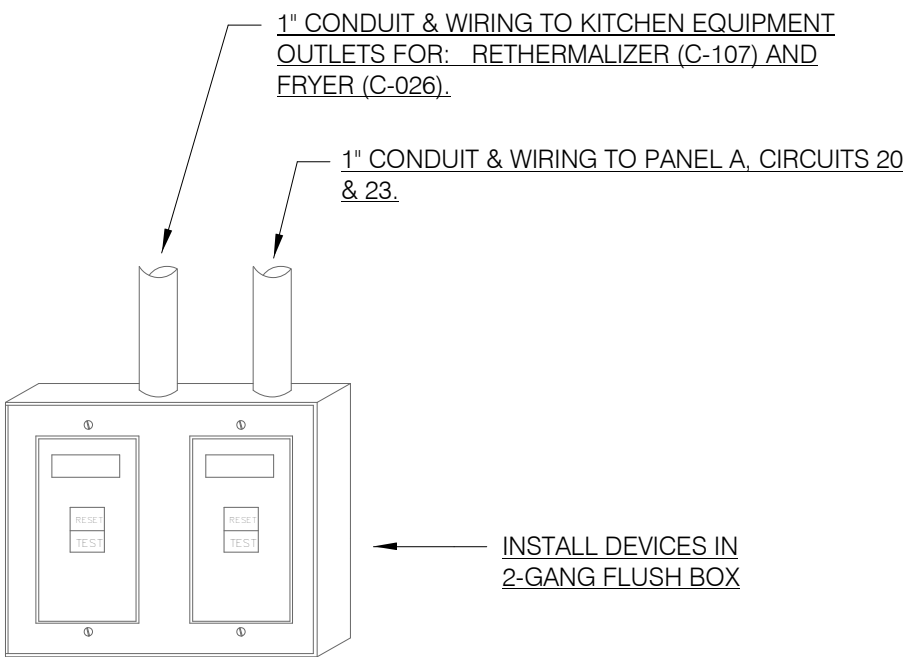 1" CONDUIT & WIRING TO KITCHEN EQUIPMENT
OUTLETS FOR: RETHERMALIZER (C-107) AND
FRYER (C-026).
1" CONDUIT & WIRING TO PANEL A, CIRCUITS 20
& 23.
RESET
TEST
RESET
TEST
INSTALL DEVICES IN
2-GANG FLUSH BOX